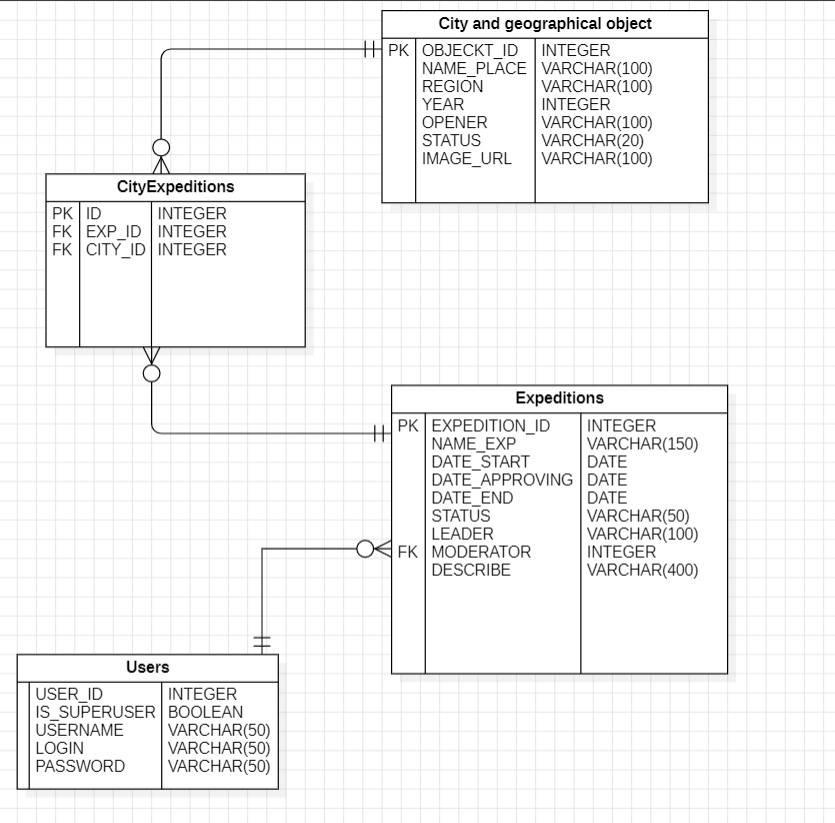 City and geographical object
PK OBJECKT_ID INTEGER
NAME_PLACE VARCHAR(100)
REGION VARCHAR(100)
YEAR INTEGER
OPENER VARCHAR(100)
STATUS VARCHAR(20)
IMAGE_URL VARCHAR(100)
CityExpeditions
PK ID INTEGER
FK EXP_ID INTEGER
FK CITY_ID INTEGER
Expeditions
PK EXPEDITION_ID INTEGER
NAME_EXP VARCHAR(150)
DATE_START DATE
DATE_APPROVING DATE
DATE_END DATE
STATUS VARCHAR(50)
LEADER VARCHAR(100)
FK MODERATOR INTEGER
DESCRIBE VARCHAR(400)
Users
USER_ID INTEGER
IS_SUPERUSER BOOLEAN
USERNAME VARCHAR(50)
LOGIN VARCHAR(50)
PASSWORD VARCHAR(50)